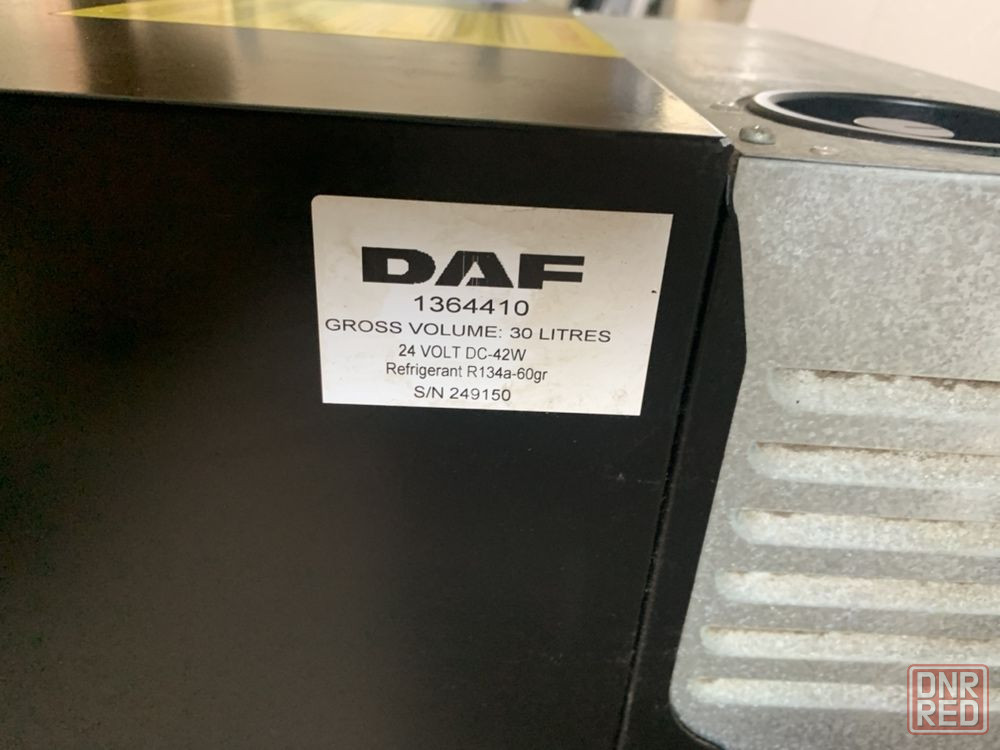 DAF
1364410
GROSS VOLUME: 30 LITRES
24 VOLT DC-42W
Refrigerant R134a-60gr
S/N 249150
DNR
RED